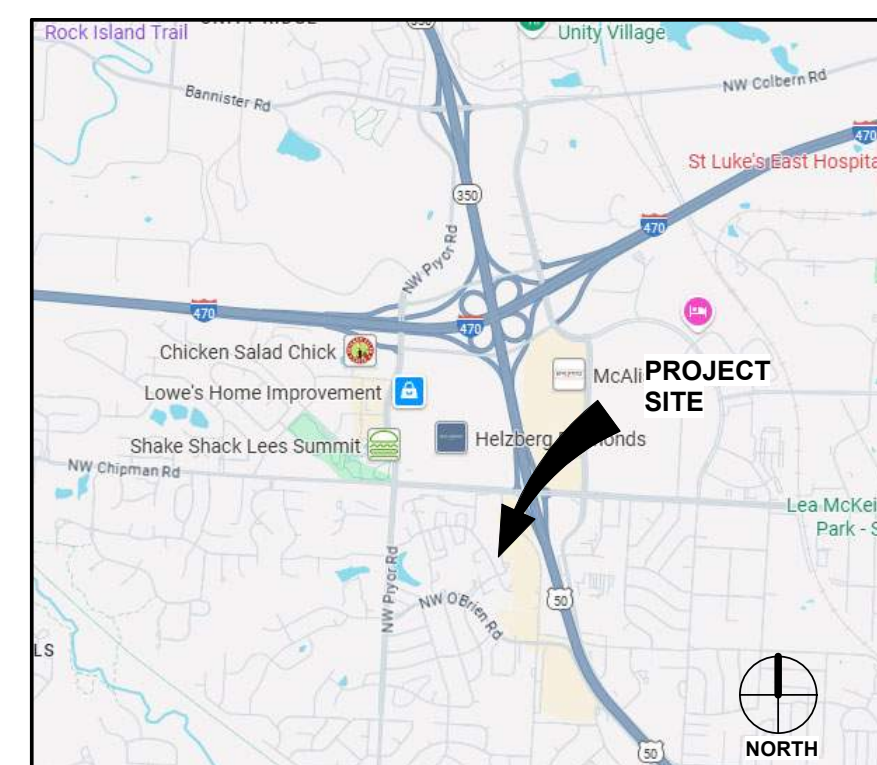 Rock Island Trail
Unity Village
Bannister Rd
NW Colbern Rd
470
St Luke's East Hospita
350
470
NW Pryor Rd
470
470
Chicken Salad Chick
McAli
PROJECT
SITE
Lowe's Home Improvement
Shake Shack Lees Summit
Helzberg D
monds
NW Chipman Rd
Lea McKei
Park - S
NW Pryor Rd
NW O'Brien Rd
50
LS
50
NORTH